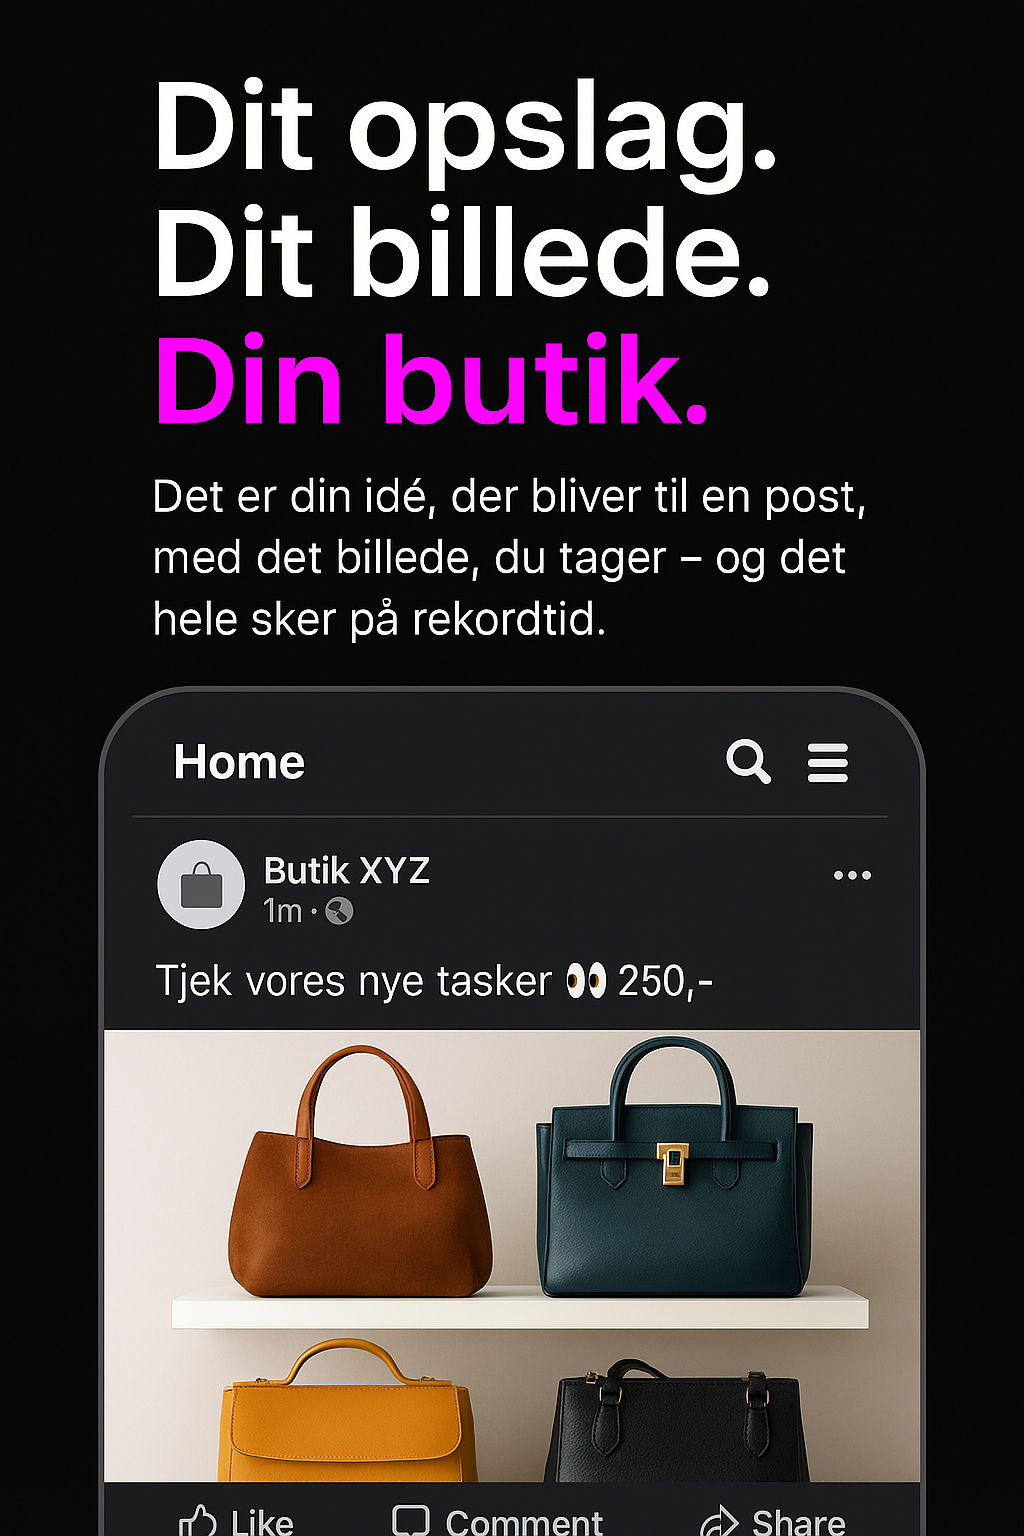 Dit opslag.
Dit billede.
Din butik.
Det er din idé, der bliver til en post,
med det billede, du tager – og det
hele sker på rekordtid.
Home
Butik XYZ
1m ·
Tjek vores nye tasker 👀 250,-
Like Comment Share